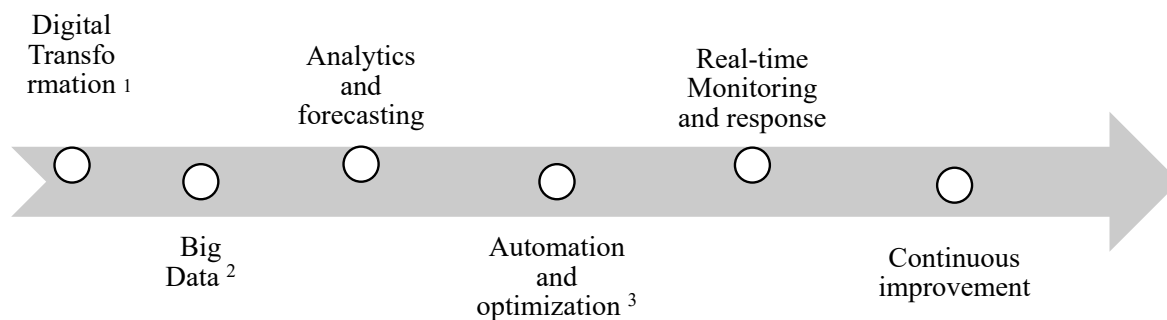 Digital
Transfo
rmation 1
Big
Data 2
Analytics
and
forecasting
Automation
and
optimization 3
Real-time
Monitoring
and response
Continuous
improvement